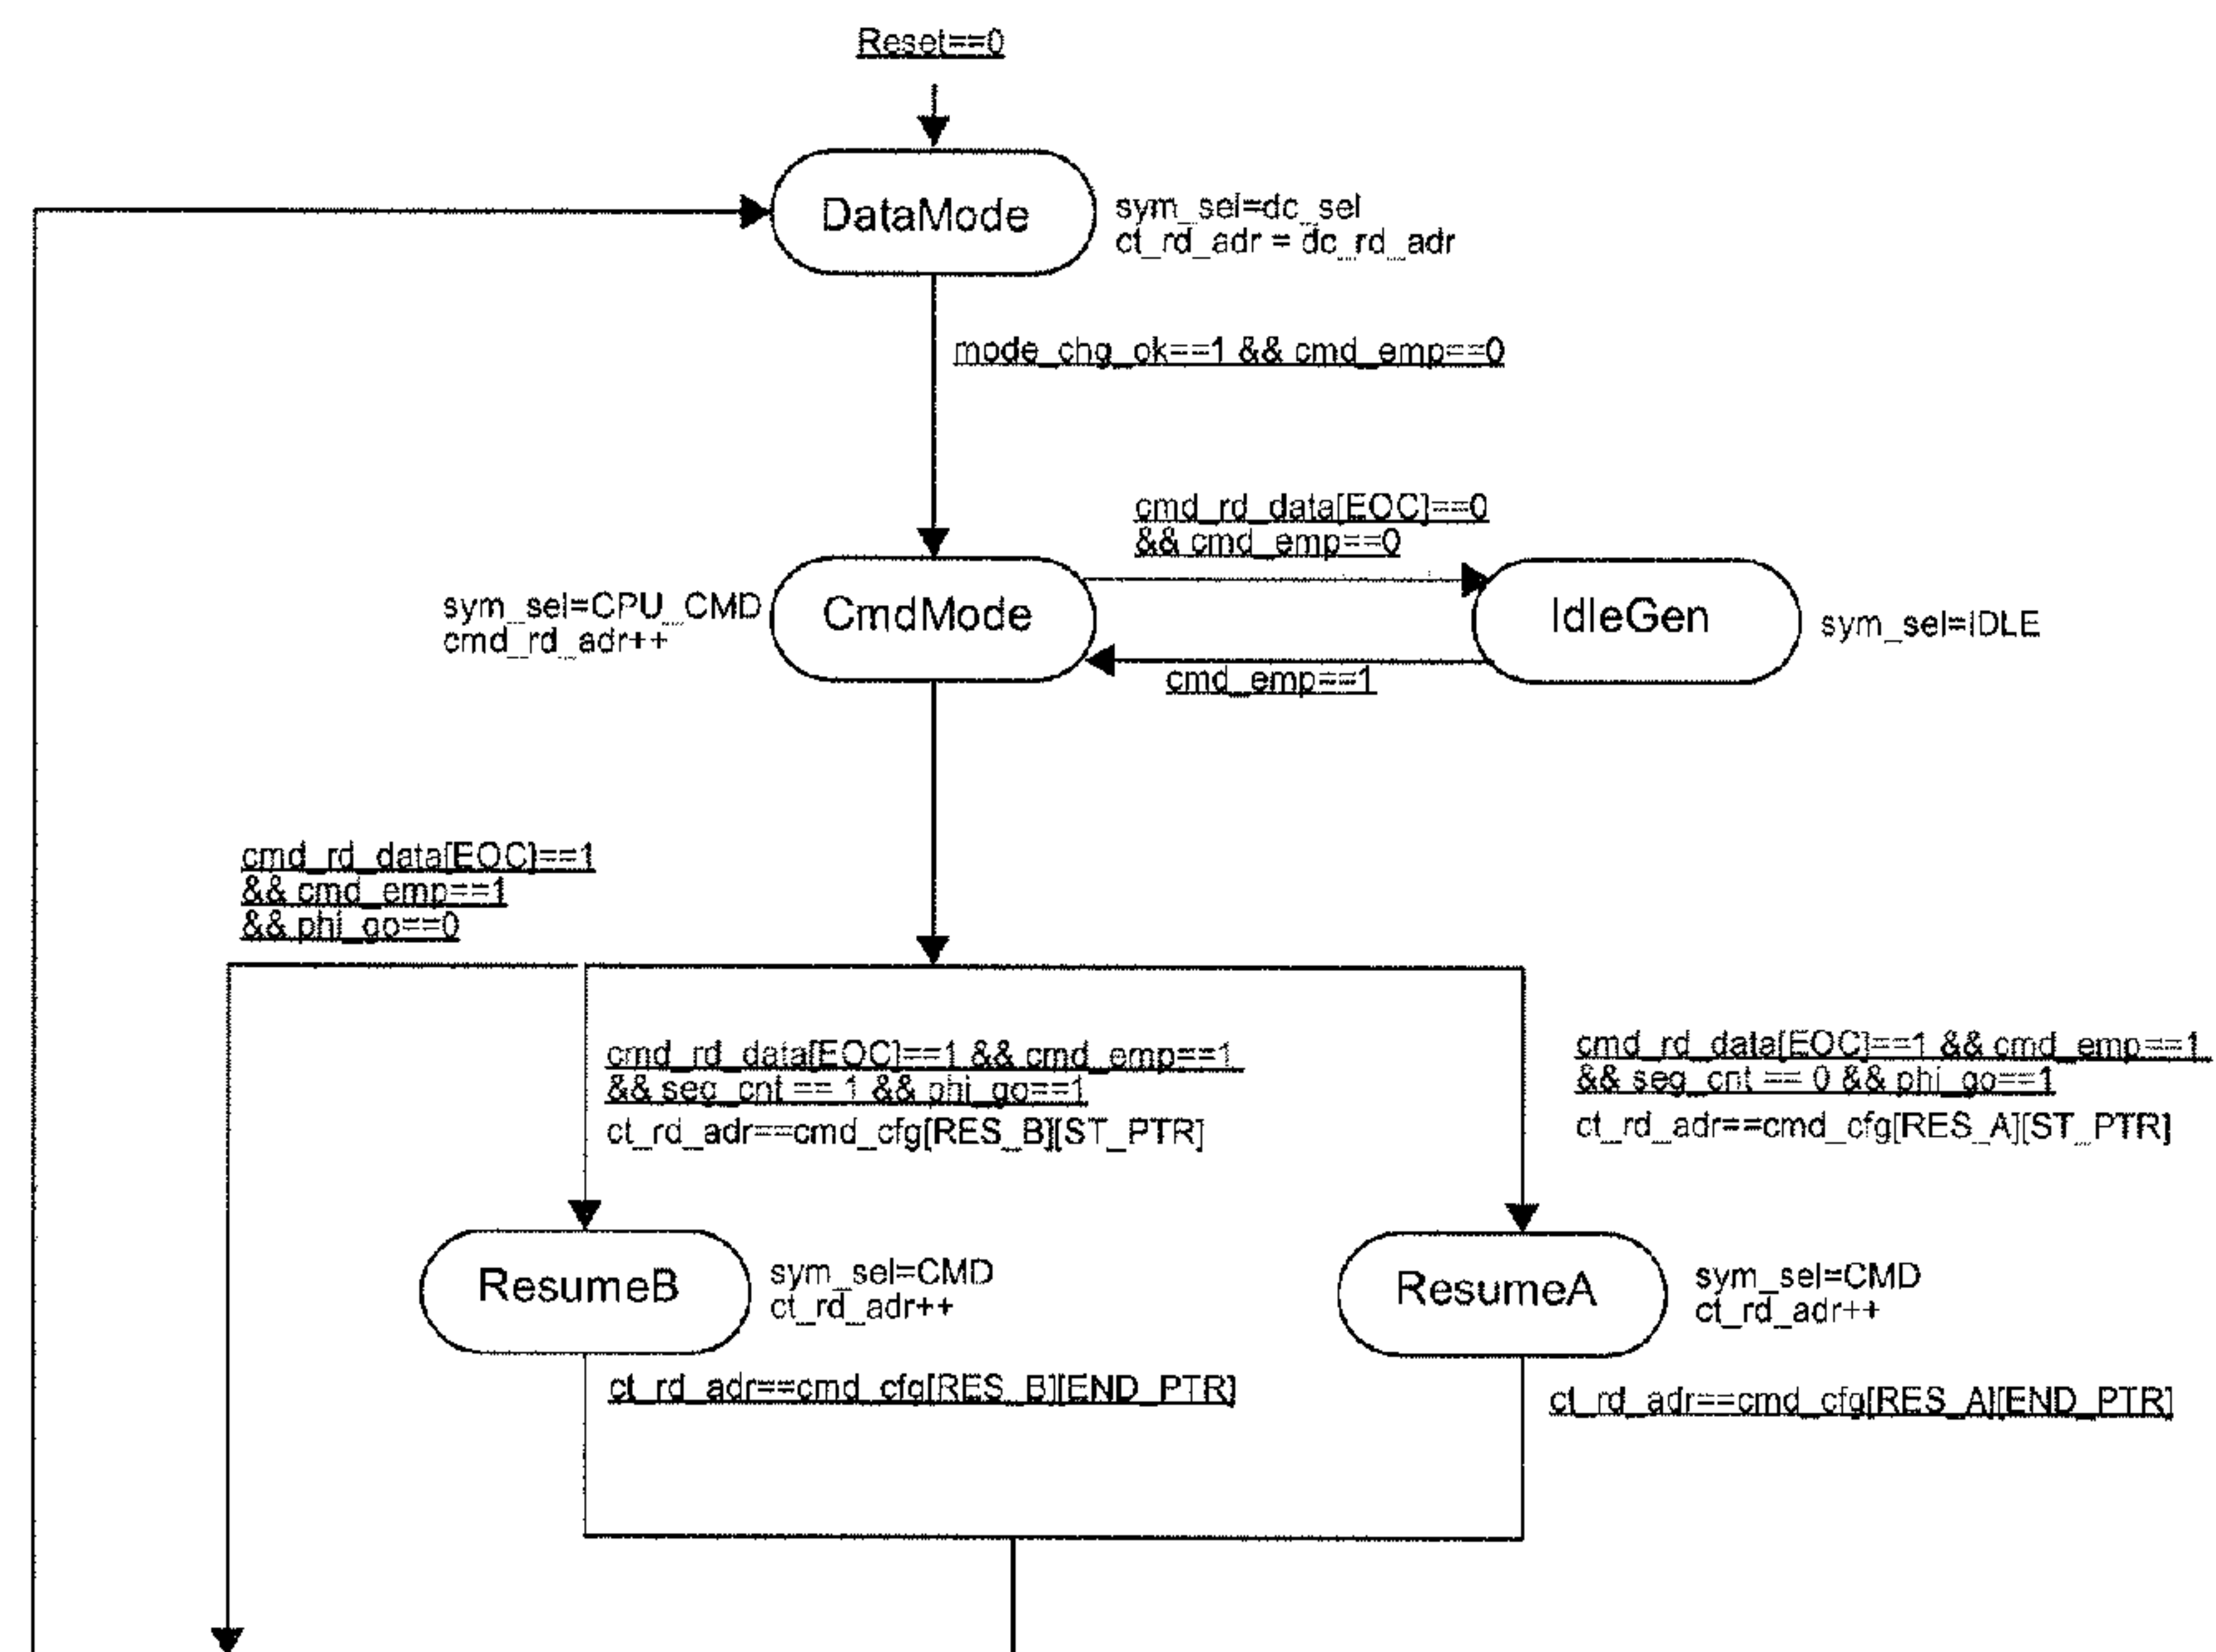 Reset==0
DataMode
sym_sel=dc_sel
ct_rd_adr = dc_rd_adr
mode_chg_ok==1 && cmd_emp==0
cmd_rd_data[EOC]==0
&& cmd_emp==0
sym_sel=CPU_CMD
cmd_rd_adr++
CmdMode
IdleGen
sym_sel=IDLE
cmd_emp==1
cmd_rd_data[EOC]==1
&& cmd_emp==1
&& phi_go==0
cmd_rd_data[EOC]==1 && cmd_emp==1
&& seq_cnt == 1 && phi_go==1
ct_rd_adr==cmd_cfg[RES_B][ST_PTR]
cmd_rd_data[EOC]==1 && cmd_emp==1
&& seq_cnt == 0 && phi_go==1
ct_rd_adr==cmd_cfg[RES_A][ST_PTR]
ResumeB
sym_sel=CMD
ct_rd_adr++
ResumeA
sym_sel=CMD
ct_rd_adr++
ct_rd_adr==cmd_cfg[RES_B][END_PTR]
ct_rd_adr==cmd_cfg[RES_A][END_PTR]